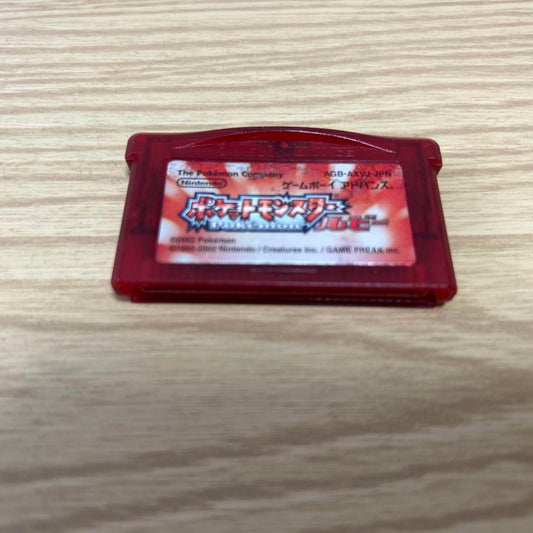 The Pokémon Company AGB-AXVJ-JPN
Nintendo ゲームボーイ アドバンス
ポケットモンスター ルビー
Pokémon
©2002 Pokémon
©1995-2002 Nintendo / Creatures Inc. / GAME FREAK inc.